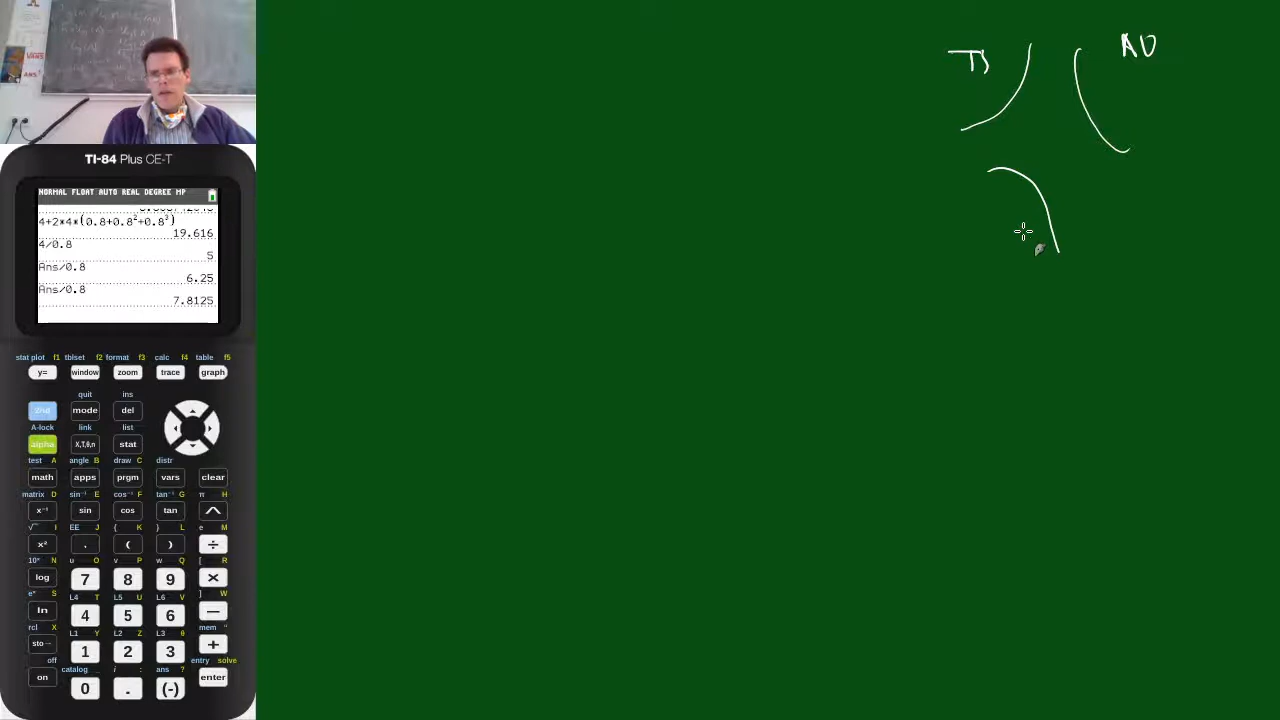 TS AD
TI-84 Plus CE-T
NORMAL FLOAT AUTO REAL DEGREE MP
4+2*4*(0.8+0.8²+0.8³)
19.616
4/0.8
5
Ans/0.8
6.25
Ans/0.8
7.8125
stat plot f1 tblset f2 format f3 calc f4 table f5
y= window zoom trace graph
quit ins
2nd mode del
A-lock link list
alpha X,T,θ,n stat
test A angle B draw C distr
math apps prgm vars clear
matrix D sin⁻¹ E cos⁻¹ F tan⁻¹ G π H
x⁻¹ sin cos tan ^
√ I EE J { K } L e M
x² , ( ) ÷
10ˣ N u O v P w Q [ R
log 7 8 9 ×
eˣ S L4 T L5 U L6 V ] W
ln 4 5 6 —
rcl X L1 Y L2 Z L3 θ mem "
sto→ 1 2 3 +
off catalog i : ans ? entry solve
on 0 . (-) enter